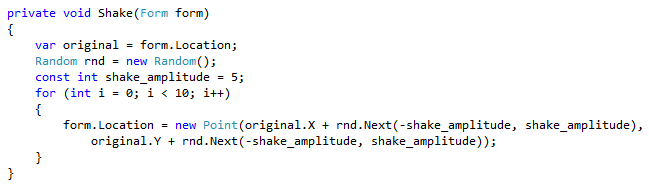 private void Shake(Form form)
{
    var original = form.Location;
    Random rnd = new Random();
    const int shake_amplitude = 5;
    for (int i = 0; i < 10; i++)
    {
        form.Location = new Point(original.X + rnd.Next(-shake_amplitude, shake_amplitude),
            original.Y + rnd.Next(-shake_amplitude, shake_amplitude));
    }
}